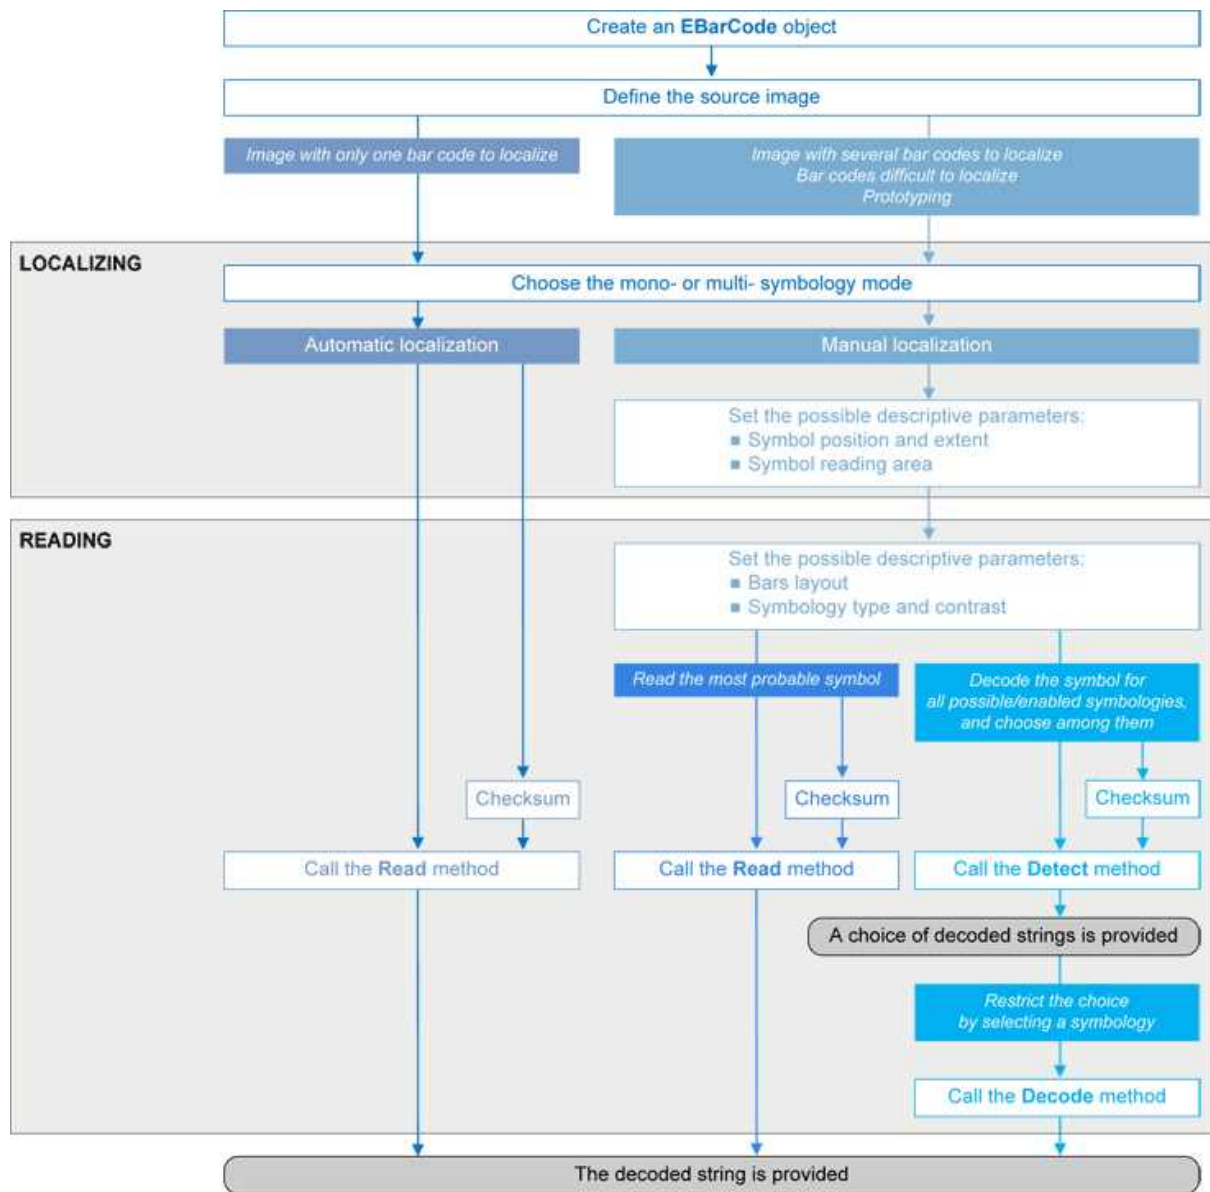 Create an EBarCode object
Define the source image
Image with only one bar code to localize
Image with several bar codes to localize
Bar codes difficult to localize
Prototyping
LOCALIZING
Choose the mono- or multi- symbology mode
Automatic localization
Manual localization
Set the possible descriptive parameters:
■ Symbol position and extent
■ Symbol reading area
READING
Set the possible descriptive parameters:
■ Bars layout
■ Symbology type and contrast
Read the most probable symbol
Decode the symbol for
all possible/enabled symbologies,
and choose among them
Checksum
Checksum
Checksum
Call the Read method
Call the Read method
Call the Detect method
A choice of decoded strings is provided
Restrict the choice
by selecting a symbology
Call the Decode method
The decoded string is provided